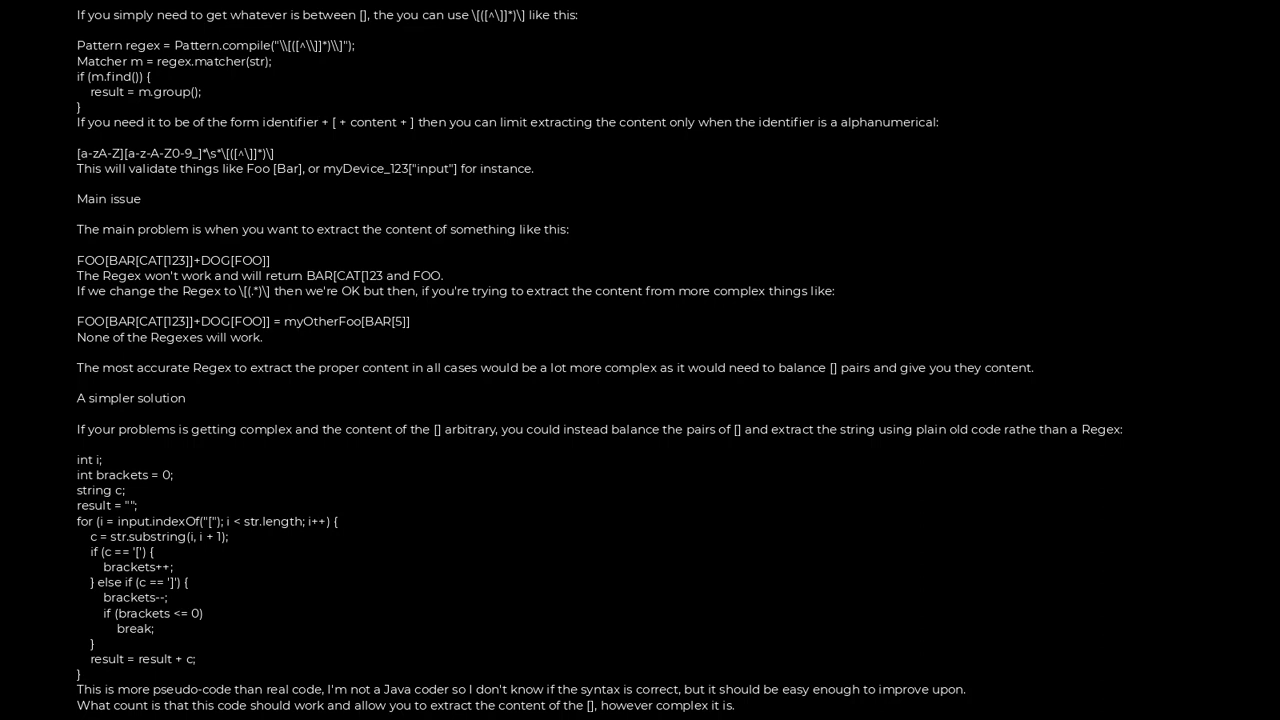 If you simply need to get whatever is between [], the you can use \[([^\]]*)\] like this:
Pattern regex = Pattern.compile("\\[([^\\]]*)\\]");
Matcher m = regex.matcher(str);
if (m.find()) {
    result = m.group();
}
If you need it to be of the form identifier + [ + content + ] then you can limit extracting the content only when the identifier is a alphanumerical:
[a-zA-Z][a-z-A-Z0-9_]*\s*\[([^\]]*)\]
This will validate things like Foo [Bar], or myDevice_123["input"] for instance.
Main issue
The main problem is when you want to extract the content of something like this:
FOO[BAR[CAT[123]]+DOG[FOO]]
The Regex won't work and will return BAR[CAT[123 and FOO.
If we change the Regex to \[(.*)\] then we're OK but then, if you're trying to extract the content from more complex things like:
FOO[BAR[CAT[123]]+DOG[FOO]] = myOtherFoo[BAR[5]]
None of the Regexes will work.
The most accurate Regex to extract the proper content in all cases would be a lot more complex as it would need to balance [] pairs and give you they content.
A simpler solution
If your problems is getting complex and the content of the [] arbitrary, you could instead balance the pairs of [] and extract the string using plain old code rathe than a Regex:
int i;
int brackets = 0;
string c;
result = "";
for (i = input.indexOf("["); i < str.length; i++) {
    c = str.substring(i, i + 1);
    if (c == '[') {
        brackets++;
    } else if (c == ']') {
        brackets--;
        if (brackets <= 0)
            break;
    }
    result = result + c;
}
This is more pseudo-code than real code, I'm not a Java coder so I don't know if the syntax is correct, but it should be easy enough to improve upon.
What count is that this code should work and allow you to extract the content of the [], however complex it is.